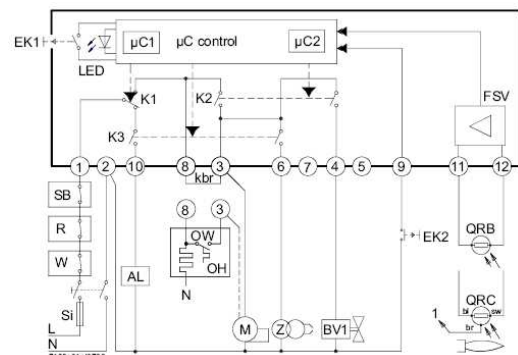 EK1
LED
µC1
µC control
µC2
K1
K2
K3
FSV
1
2
10
8
3
6
7
4
5
9
11
12
kbr
SB
R
W
Si
L
N
AL
8
3
OW
OH
N
M
Z
BV1
EK2
QRB
QRC
bl
sw
br
1